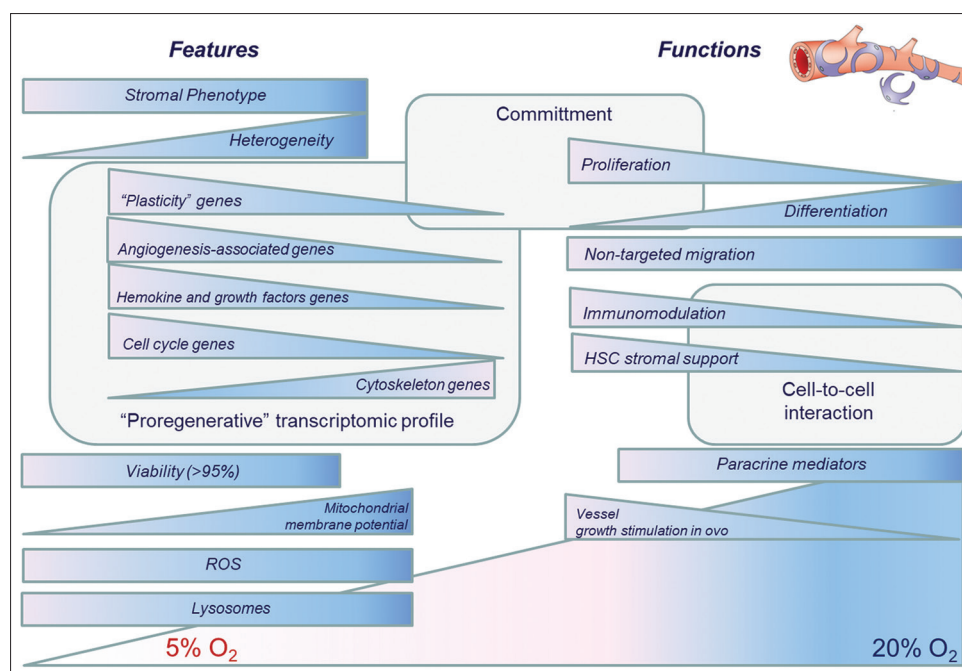 Features
Functions
Stromal Phenotype
Heterogeneity
Committment
Proliferation
Differentiation
"Plasticity" genes
Angiogenesis-associated genes
Hemokine and growth factors genes
Cell cycle genes
Cytoskeleton genes
"Proregenerative" transcriptomic profile
Non-targeted migration
Immunomodulation
HSC stromal support
Cell-to-cell
interaction
Viability (>95%)
Mitochondrial
membrane potential
ROS
Lysosomes
Paracrine mediators
Vessel
growth stimulation in ovo
5% O₂
20% O₂